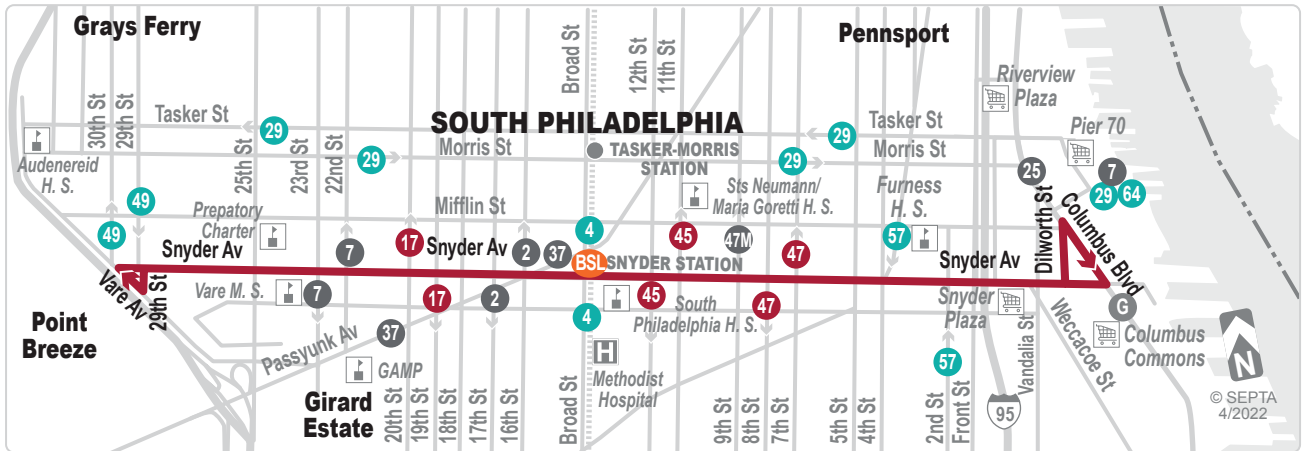 Grays Ferry
Pennsport
Broad St
12th St
11th St
30th St
29th St
Riverview
Plaza
Tasker St
29
SOUTH PHILADELPHIA
29
Tasker St
Pier 70
Audenereid
H. S.
25th St
23rd St
22nd St
29
Morris St
TASKER-MORRIS
STATION
29
Morris St
25
7
29
64
49
49
Prepatory
Charter
Mifflin St
Sts Neumann/
Maria Goretti H. S.
Furness
H. S.
Dilworth St
Columbus Blvd
Snyder Av
7
17
Snyder Av
2
37
4
BSL
SNYDER STATION
45
47M
47
57
Snyder Av
Vare Av
29th St
Vare M. S.
7
17
2
4
45
South
Philadelphia H. S.
47
Snyder
Plaza
G
Point
Breeze
37
Passyunk Av
GAMP
Girard
Estate
H
Methodist
Hospital
57
Vandalia St
Weccacoe St
Columbus
Commons
N
20th St
19th St
18th St
17th St
16th St
Broad St
9th St
8th St
7th St
5th St
4th St
2nd St
Front St
95
© SEPTA
4/2022